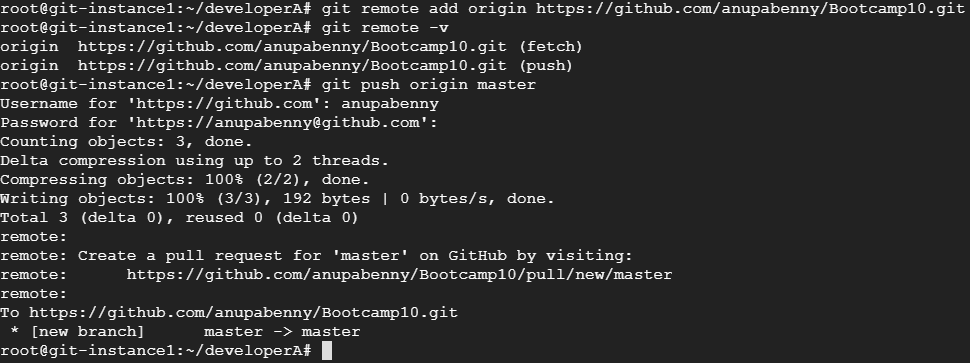 root@git-instance1:~/developerA# git remote add origin https://github.com/anupabenny/Bootcamp10.git
root@git-instance1:~/developerA# git remote -v
origin  https://github.com/anupabenny/Bootcamp10.git (fetch)
origin  https://github.com/anupabenny/Bootcamp10.git (push)
root@git-instance1:~/developerA# git push origin master
Username for 'https://github.com': anupabenny
Password for 'https://anupabenny@github.com':
Counting objects: 3, done.
Delta compression using up to 2 threads.
Compressing objects: 100% (2/2), done.
Writing objects: 100% (3/3), 192 bytes | 0 bytes/s, done.
Total 3 (delta 0), reused 0 (delta 0)
remote:
remote: Create a pull request for 'master' on GitHub by visiting:
remote:      https://github.com/anupabenny/Bootcamp10/pull/new/master
remote:
To https://github.com/anupabenny/Bootcamp10.git
 * [new branch]      master -> master
root@git-instance1:~/developerA#